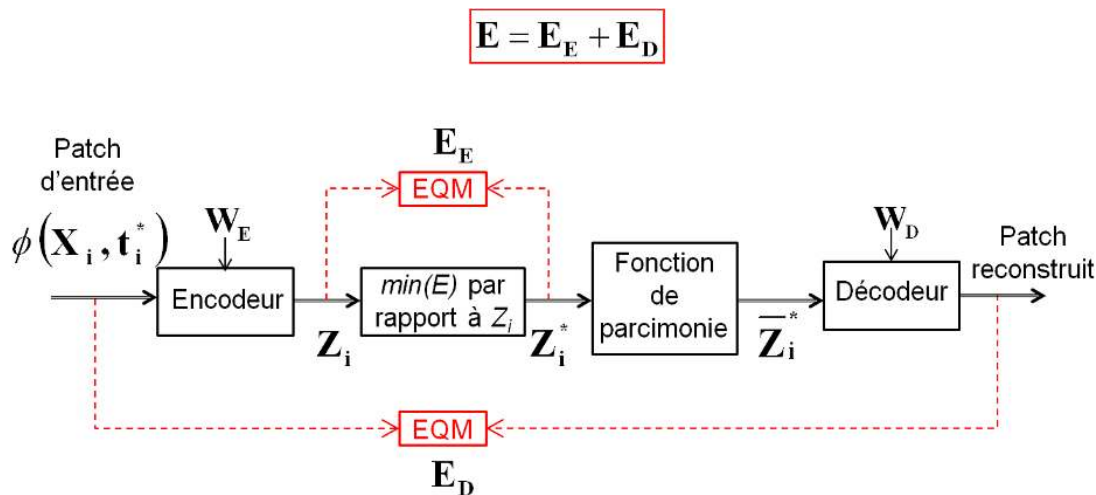 E = E_E + E_D
Patch
d'entrée
ϕ(X_i, t_i^*)
W_E
Encodeur
Z_i
E_E
EQM
min(E) par
rapport à Z_i
Z_i^*
Fonction
de
parcimonie
Z̅_i^*
W_D
Décodeur
Patch
reconstruit
EQM
E_D